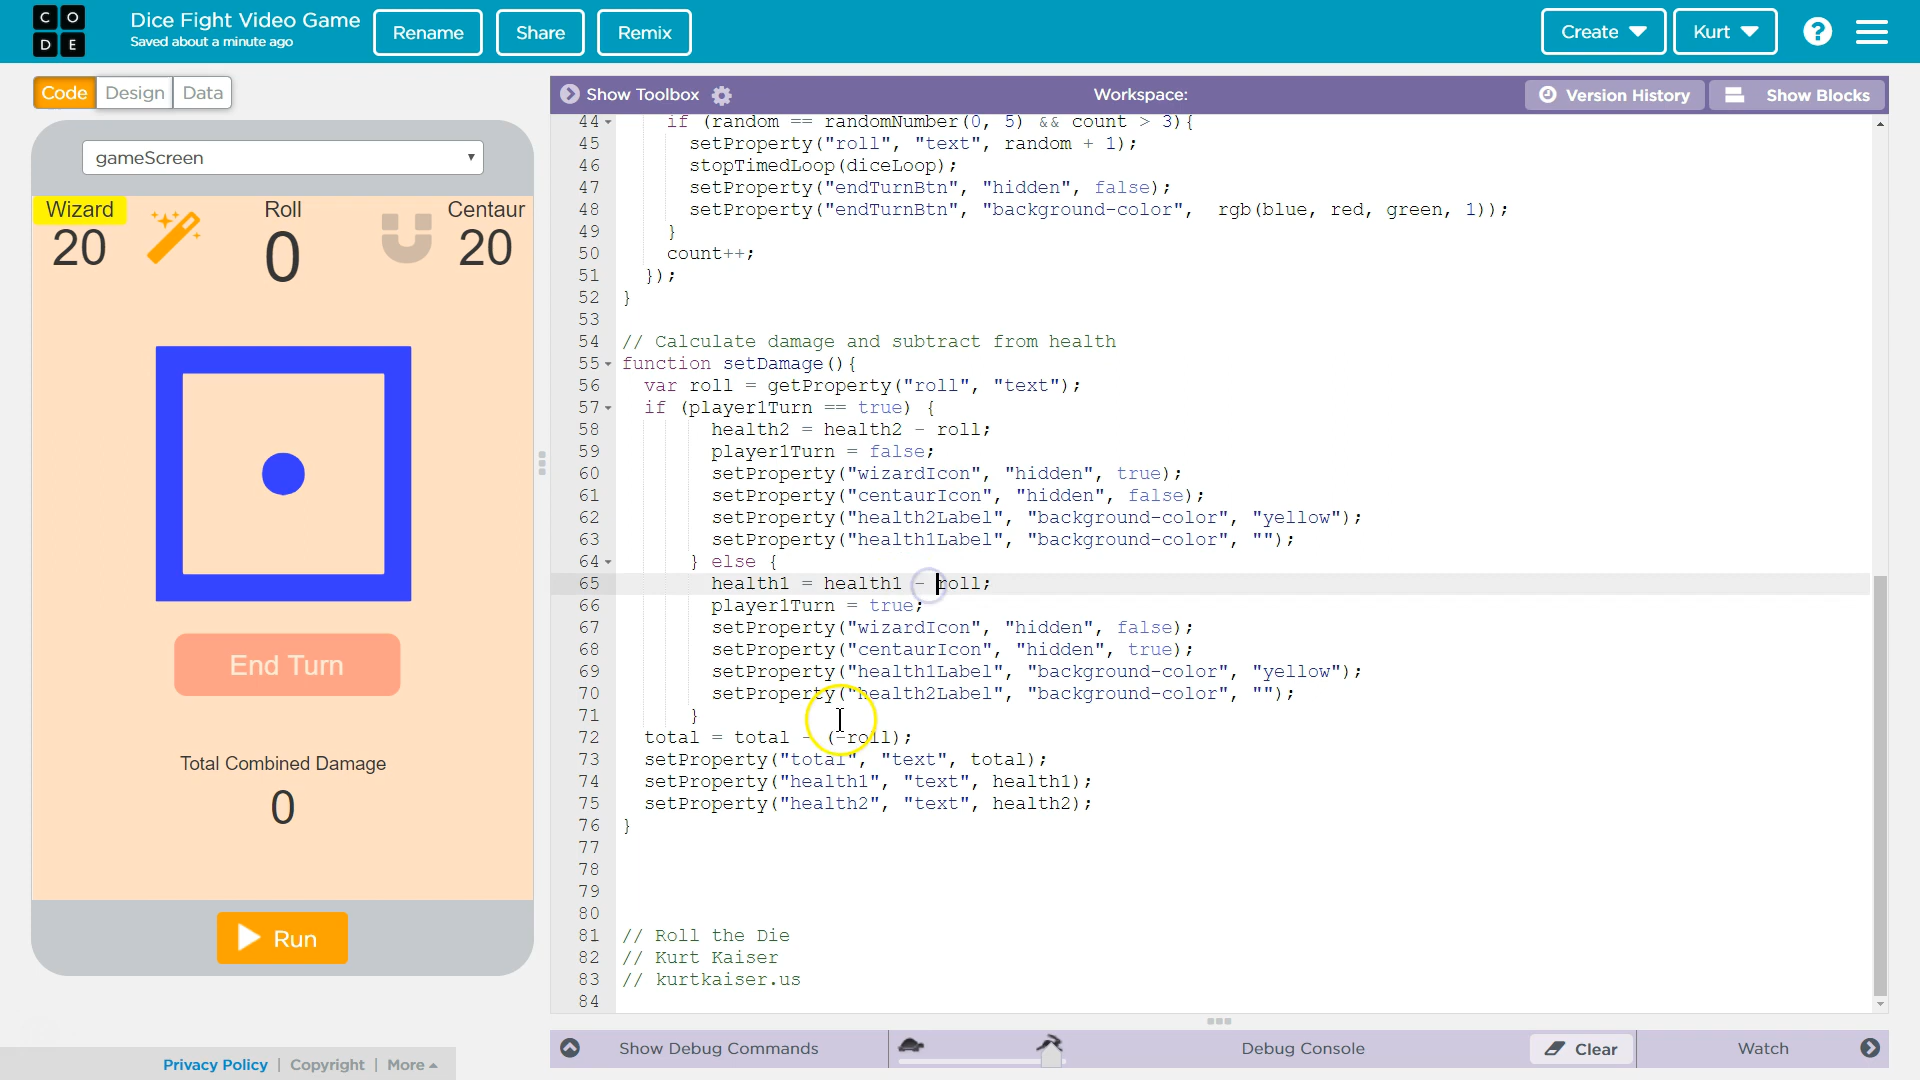 C O D E
Dice Fight Video Game
Saved about a minute ago
Rename
Share
Remix
Create
Kurt
?
Code
Design
Data
Show Toolbox
Workspace:
Version History
Show Blocks
gameScreen
Wizard
20
Roll
0
Centaur
20
End Turn
Total Combined Damage
0
Run
44 if (random == randomNumber(0, 5) && count > 3){
45 setProperty("roll", "text", random + 1);
46 stopTimedLoop(diceLoop);
47 setProperty("endTurnBtn", "hidden", false);
48 setProperty("endTurnBtn", "background-color", rgb(blue, red, green, 1));
49 }
50 count++;
51 });
52 }
53
54 // Calculate damage and subtract from health
55 function setDamage(){
56 var roll = getProperty("roll", "text");
57 if (player1Turn == true) {
58 health2 = health2 - roll;
59 player1Turn = false;
60 setProperty("wizardIcon", "hidden", true);
61 setProperty("centaurIcon", "hidden", false);
62 setProperty("health2Label", "background-color", "yellow");
63 setProperty("health1Label", "background-color", "");
64 } else {
65 health1 = health1 - roll;
66 player1Turn = true;
67 setProperty("wizardIcon", "hidden", false);
68 setProperty("centaurIcon", "hidden", true);
69 setProperty("health1Label", "background-color", "yellow");
70 setProperty("health2Label", "background-color", "");
71 }
72 total = total - (-roll);
73 setProperty("total", "text", total);
74 setProperty("health1", "text", health1);
75 setProperty("health2", "text", health2);
76 }
77
78
79
80
81 // Roll the Die
82 // Kurt Kaiser
83 // kurtkaiser.us
84
Show Debug Commands
Debug Console
Clear
Watch
Privacy Policy | Copyright | More